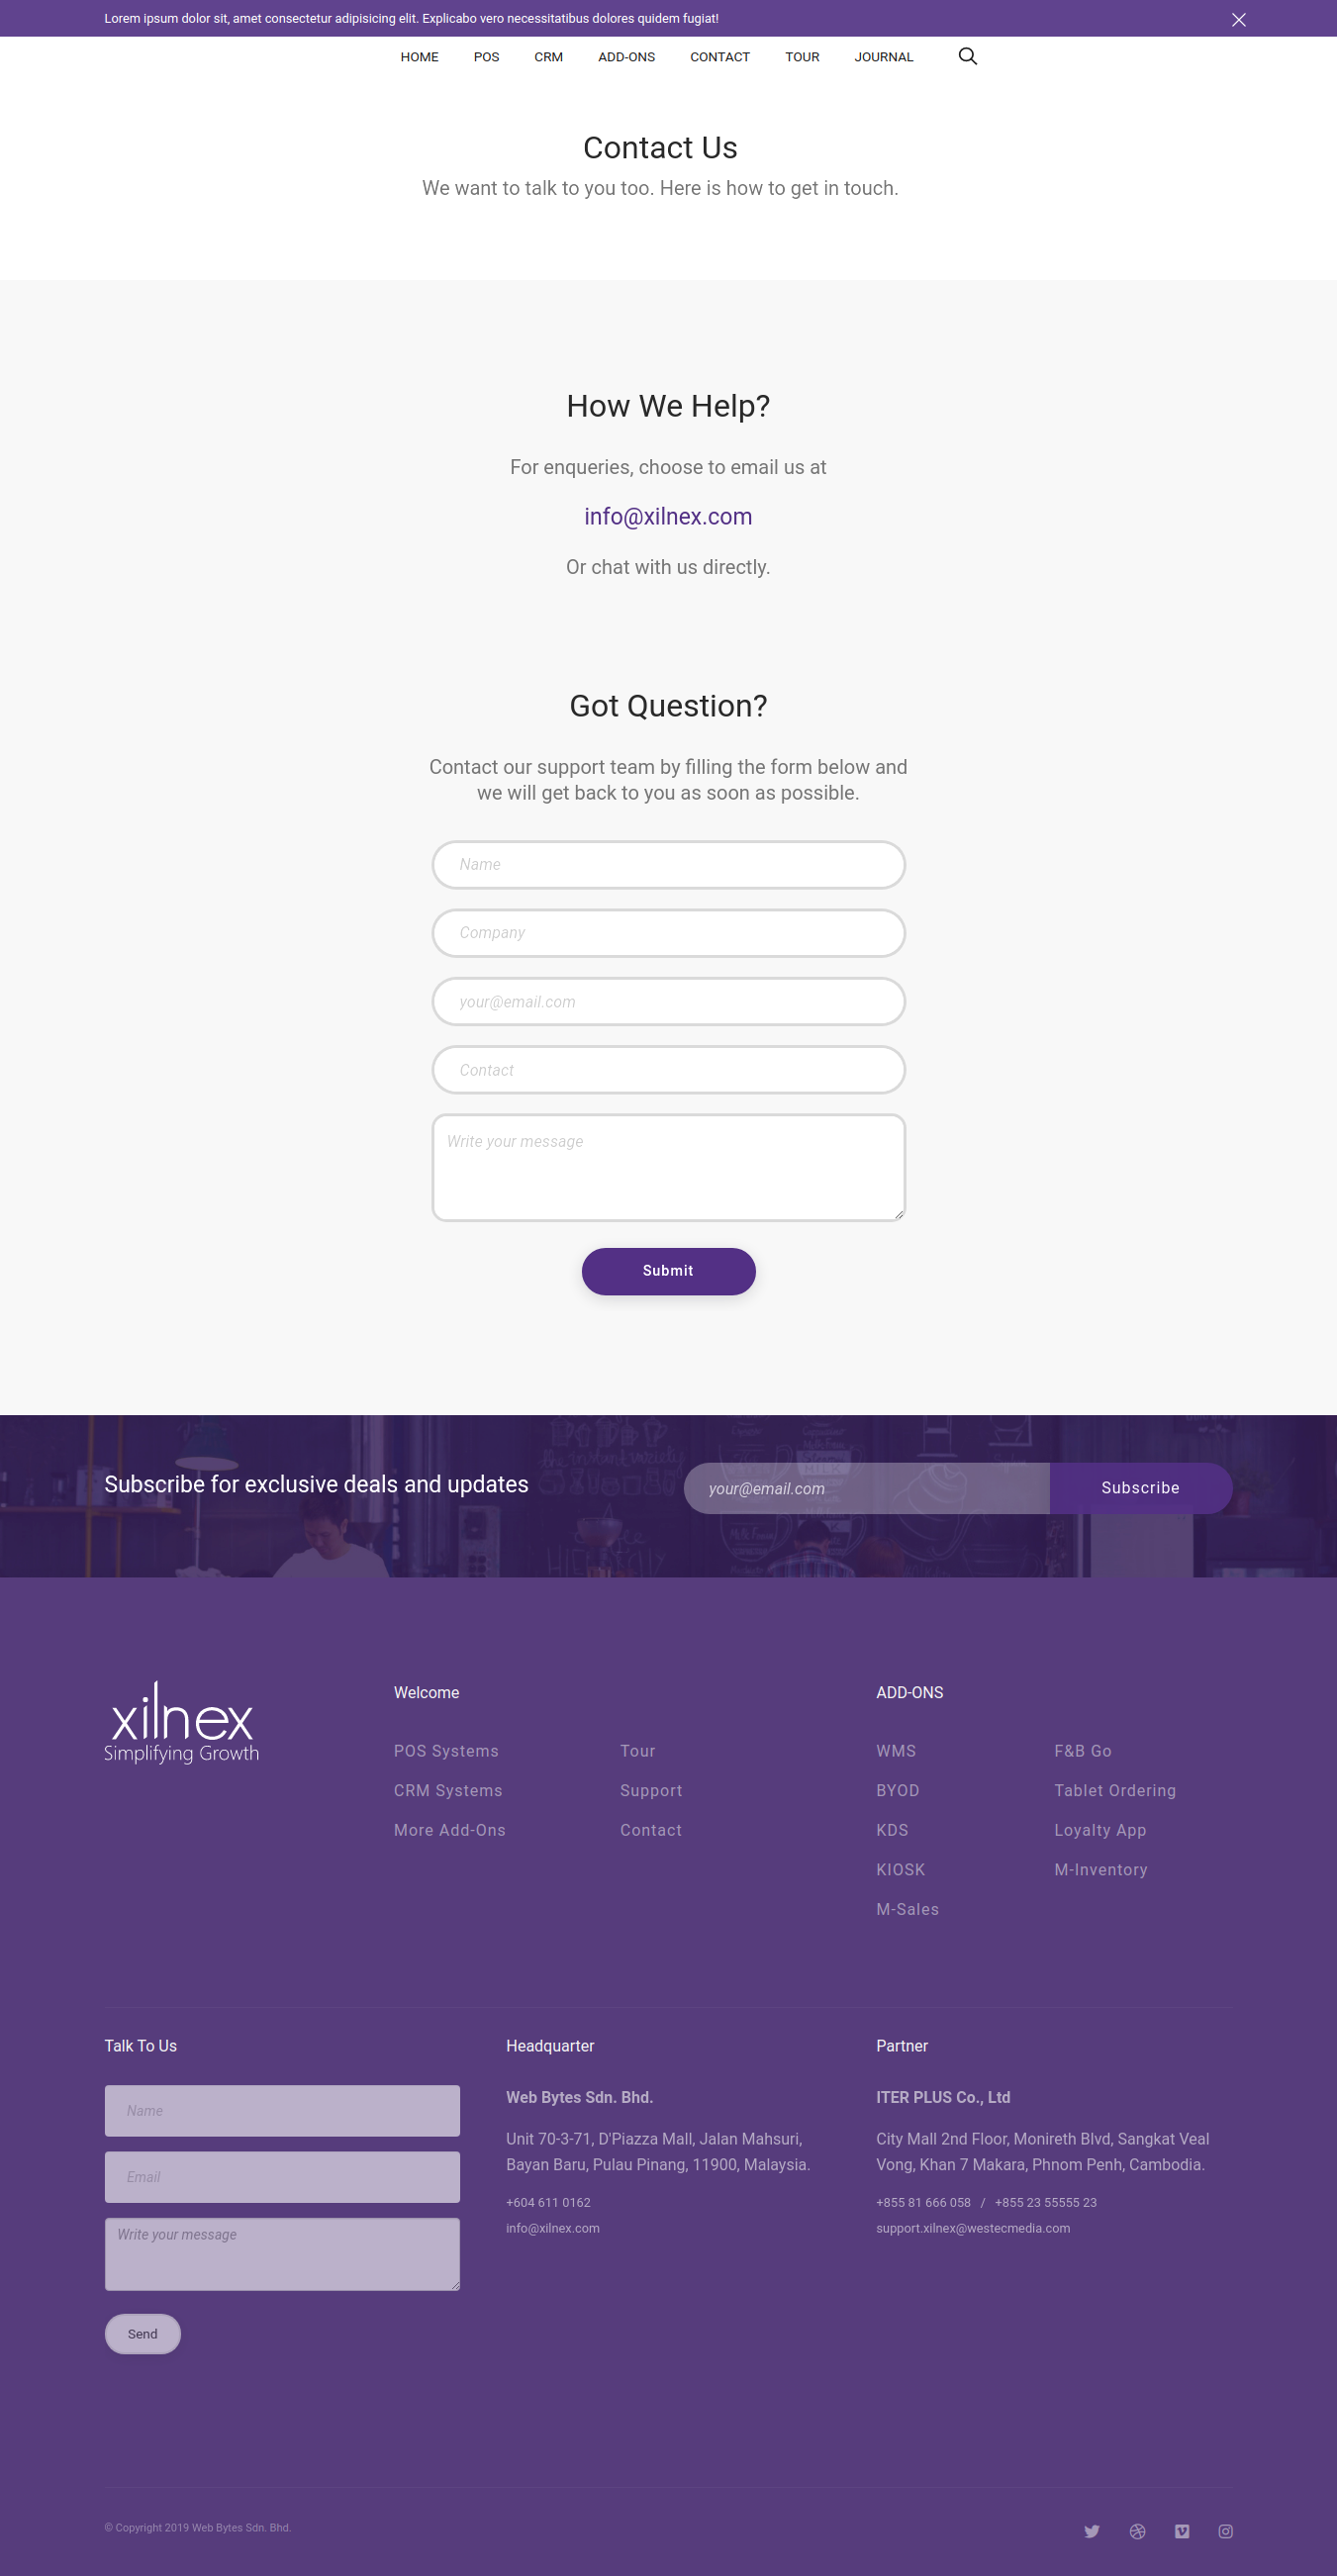 Lorem ipsum dolor sit, amet consectetur adipisicing elit. Explicabo vero necessitatibus dolores quidem fugiat!
HOME POS CRM ADD-ONS CONTACT TOUR JOURNAL
Contact Us
We want to talk to you too. Here is how to get in touch.
How We Help?
For enqueries, choose to email us at
info@xilnex.com
Or chat with us directly.
Got Question?
Contact our support team by filling the form below and
we will get back to you as soon as possible.
Name
Company
your@email.com
Contact
Write your message
Submit
Subscribe for exclusive deals and updates
your@email.com
Subscribe
xilnex
Simplifying Growth
Welcome
POS Systems
CRM Systems
More Add-Ons
Tour
Support
Contact
ADD-ONS
WMS
BYOD
KDS
KIOSK
M-Sales
F&B Go
Tablet Ordering
Loyalty App
M-Inventory
Talk To Us
Name
Email
Write your message
Send
Headquarter
Web Bytes Sdn. Bhd.
Unit 70-3-71, D'Piazza Mall, Jalan Mahsuri,
Bayan Baru, Pulau Pinang, 11900, Malaysia.
+604 611 0162
info@xilnex.com
Partner
ITER PLUS Co., Ltd
City Mall 2nd Floor, Monireth Blvd, Sangkat Veal
Vong, Khan 7 Makara, Phnom Penh, Cambodia.
+855 81 666 058 / +855 23 55555 23
support.xilnex@westecmedia.com
© Copyright 2019 Web Bytes Sdn. Bhd.